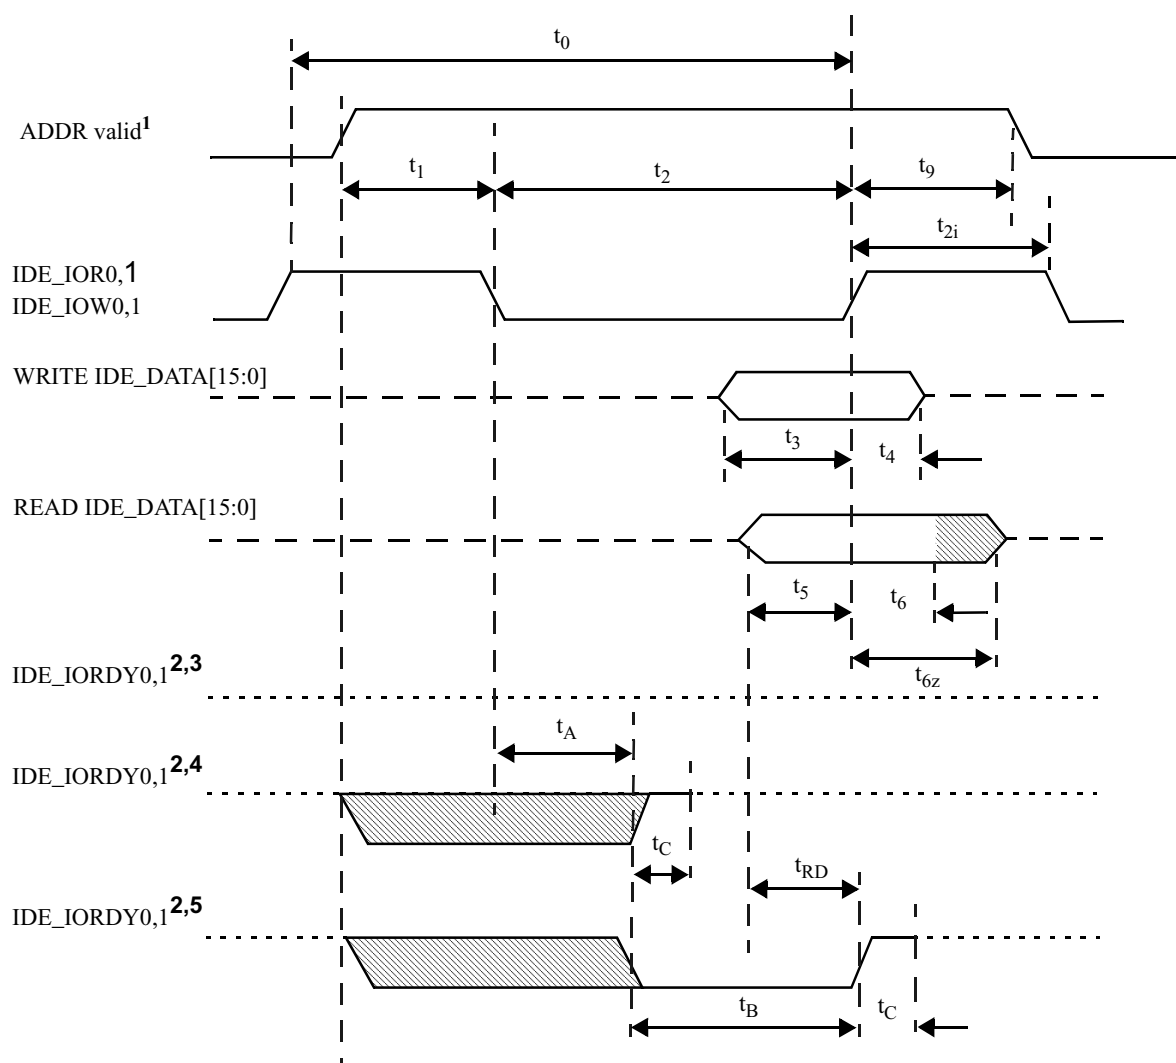 t0
ADDR valid1
t1 t2 t9
t2i
IDE_IOR0,1
IDE_IOW0,1
WRITE IDE_DATA[15:0]
t3 t4
READ IDE_DATA[15:0]
t5 t6
IDE_IORDY0,12,3
t6z
tA
IDE_IORDY0,12,4
tC
tRD
IDE_IORDY0,12,5
tB tC